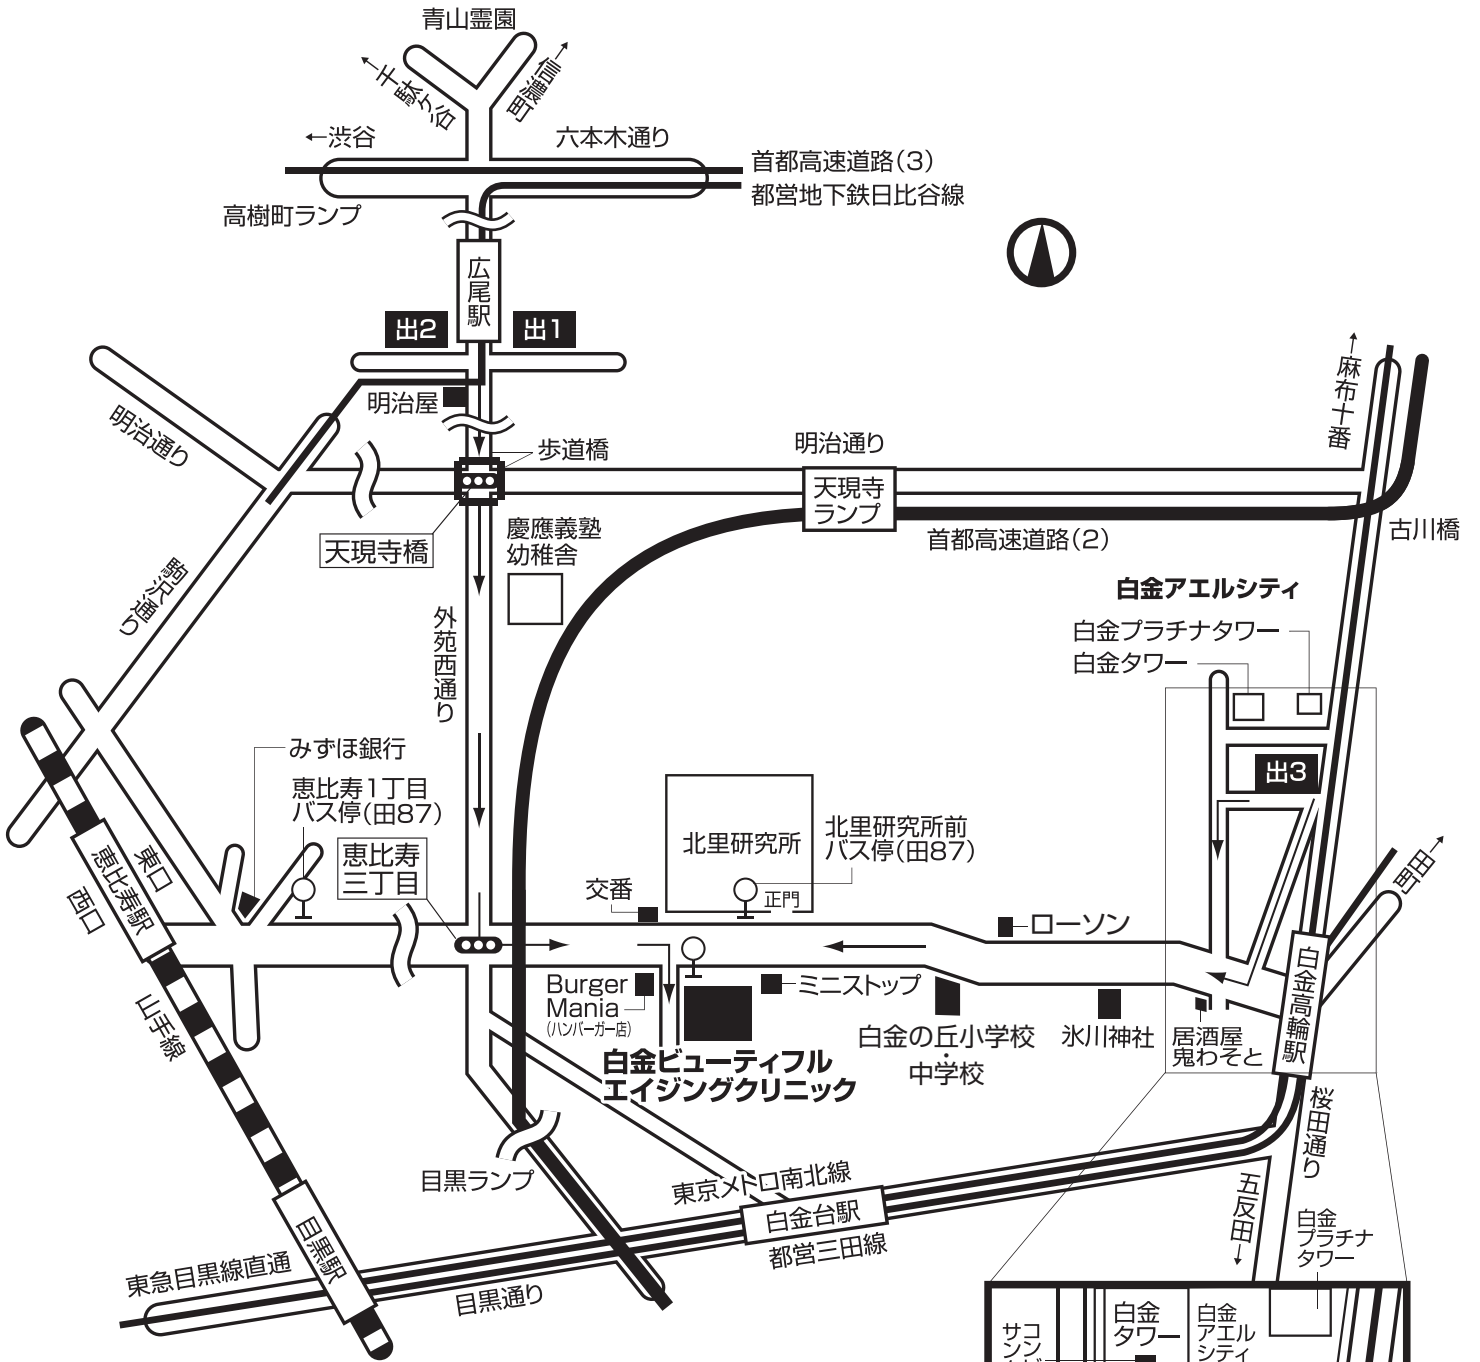 青山霊園
千駄ヶ谷
信濃町
渋谷
六本木通り
首都高速道路(3)
都営地下鉄日比谷線
高樹町ランプ
広尾駅
出2
出1
明治屋
明治通り
歩道橋
明治通り
天現寺
ランプ
麻布十番
首都高速道路(2)
古川橋
天現寺橋
慶應義塾
幼稚舎
駒沢通り
外苑西通り
白金アエルシティ
白金プラチナタワー
白金タワー
出3
みずほ銀行
恵比寿1丁目
バス停(田87)
恵比寿
三丁目
北里研究所
北里研究所前
バス停(田87)
正門
交番
東口
恵比寿駅
西口
田町
ローソン
白金高輪駅
Burger
Mania
(ハンバーガー店)
ミニストップ
白金の丘小学校
・
中学校
氷川神社
居酒屋
鬼わそと
山手線
白金ビューティフル
エイジングクリニック
桜田通り
目黒ランプ
東京メトロ南北線
白金台駅
都営三田線
五反田
目黒駅
東急目黒線直通
目黒通り
白金
プラチナ
タワー
白金
タワー
白金
アエル
シティ
サ
コン